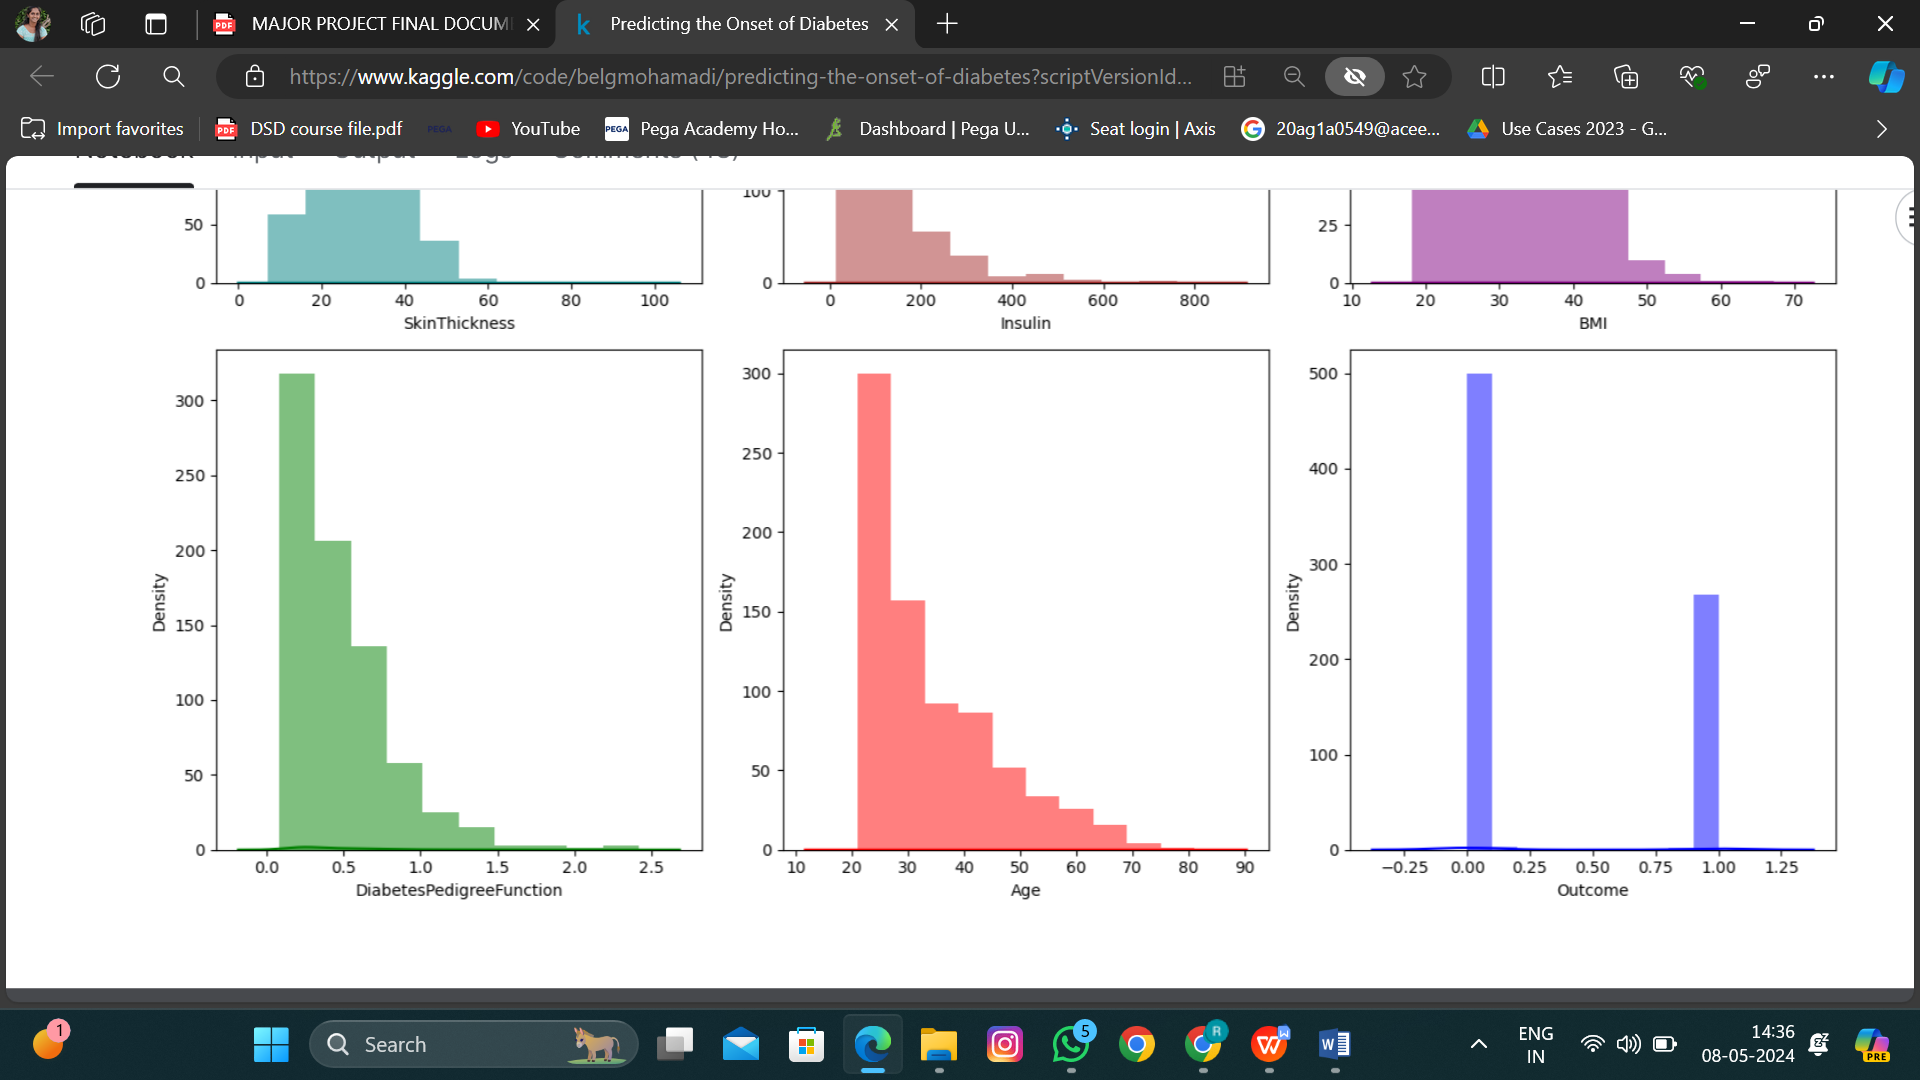 MAJOR PROJECT FINAL DOCUM
Predicting the Onset of Diabetes
https://www.kaggle.com/code/belgmohamadi/predicting-the-onset-of-diabetes?scriptVersionId...
Import favorites
PDF DSD course file.pdf
PEGA
YouTube
PEGA Pega Academy Ho...
Dashboard | Pega U...
Seat login | Axis
20ag1a0549@acee...
Use Cases 2023 - G...
50
0
0 20 40 60 80 100
SkinThickness
100
0
0 200 400 600 800
Insulin
25
0
10 20 30 40 50 60 70
BMI
300
250
200
150
100
50
0
Density
0.0 0.5 1.0 1.5 2.0 2.5
DiabetesPedigreeFunction
300
250
200
150
100
50
0
Density
10 20 30 40 50 60 70 80 90
Age
500
400
300
200
100
0
Density
−0.25 0.00 0.25 0.50 0.75 1.00 1.25
Outcome
1
Search
5
R
W
ENG
IN
14:36
08-05-2024
PRE